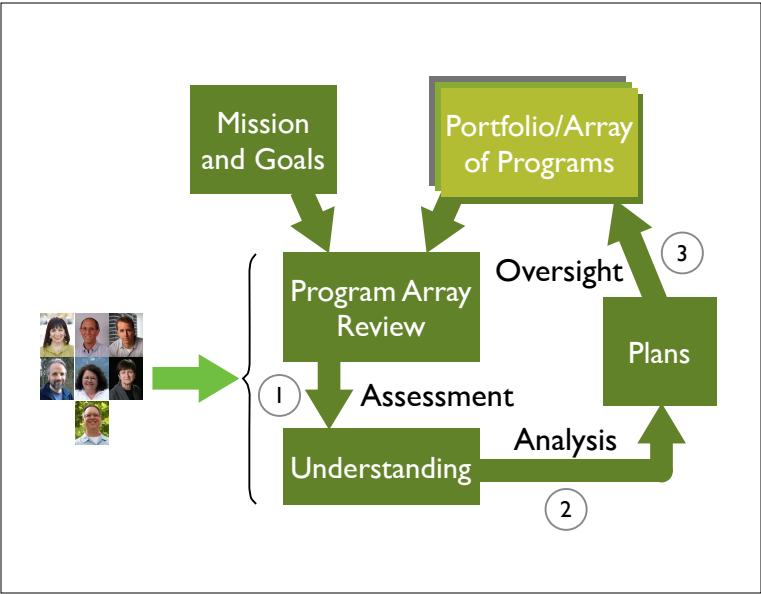 Mission
and Goals
Portfolio/Array
of Programs
Program Array
Review
Oversight
3
Plans
1
Assessment
Understanding
Analysis
2